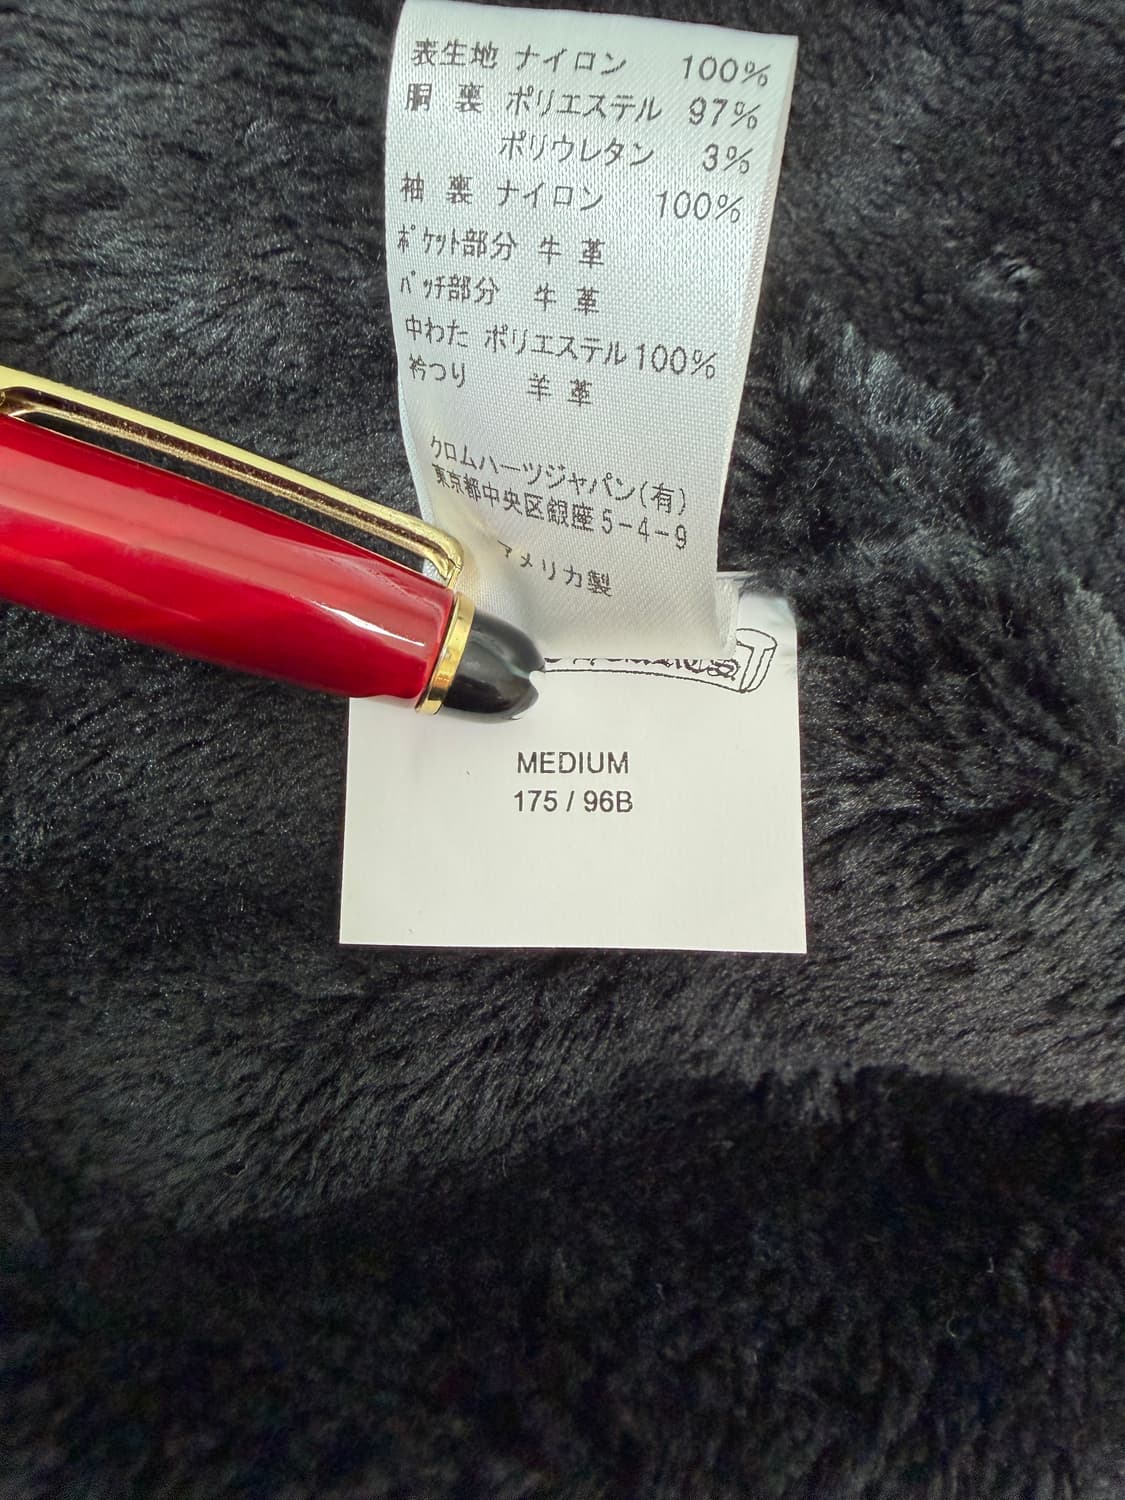 表生地 ナイロン 100%
胴 裏 ポリエステル 97%
ポリウレタン 3%
袖 裏 ナイロン 100%
ﾎﾟｹｯﾄ部分 牛 革
ﾊﾟｯﾁ部分 牛 革
中わた ポリエステル 100%
衿つり 羊 革
クロムハーツジャパン(有)
東京都中央区銀座5-4-9
アメリカ製
MEDIUM
175 / 96B